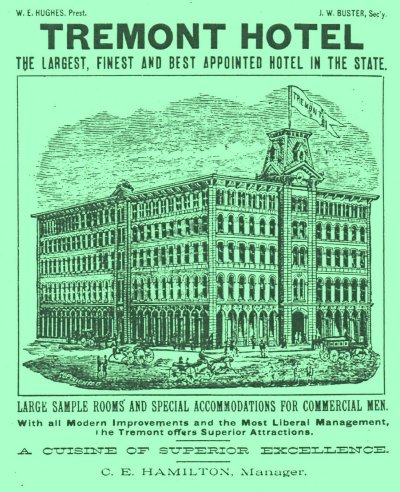 W. E. HUGHES, Prest.
J. W. BUSTER, Sec'y.
TREMONT HOTEL
THE LARGEST, FINEST AND BEST APPOINTED HOTEL IN THE STATE.
TREMONT
LARGE SAMPLE ROOMS AND SPECIAL ACCOMMODATIONS FOR COMMERCIAL MEN.
With all Modern Improvements and the Most Liberal Management,
The Tremont offers Superior Attractions.
A CUISINE OF SUPERIOR EXCELLENCE.
C. E. HAMILTON, Manager.